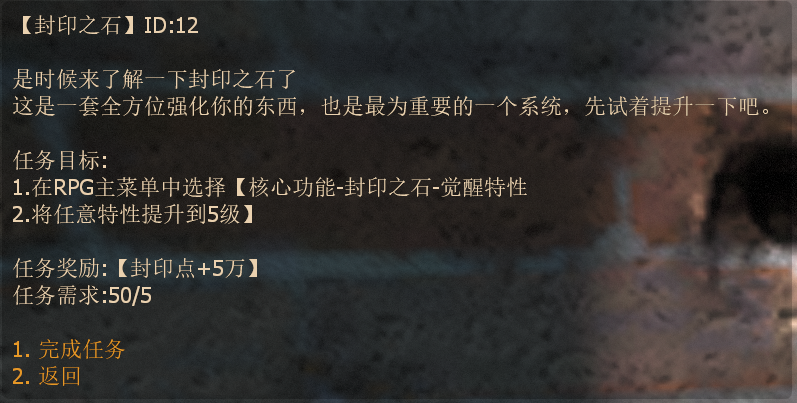 【封印之石】ID:12
是时候来了解一下封印之石了
这是一套全方位强化你的东西，也是最为重要的一个系统，先试着提升一下吧。
任务目标:
1.在RPG主菜单中选择【核心功能-封印之石-觉醒特性
2.将任意特性提升到5级】
任务奖励:【封印点+5万】
任务需求:50/5
1. 完成任务
2. 返回